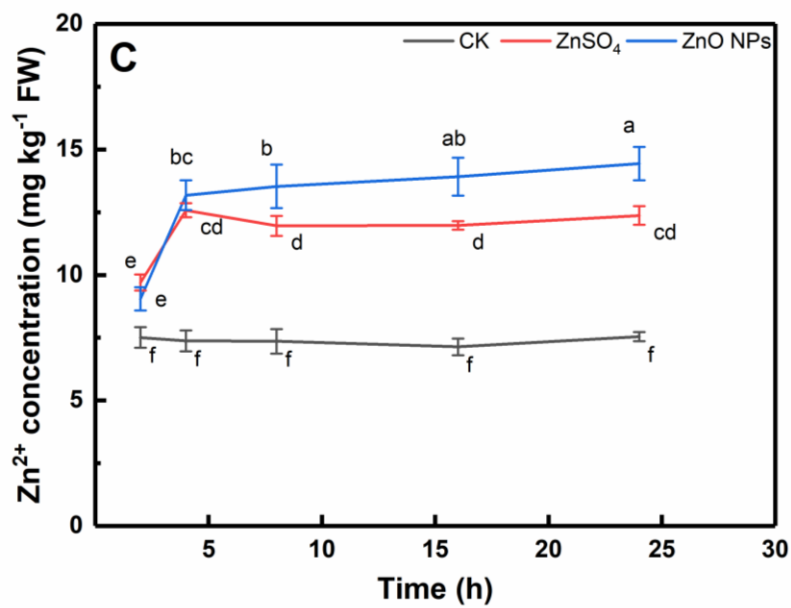 C
CK ZnSO₄ ZnO NPs
20
15
10
5
0
Zn²⁺ concentration (mg kg⁻¹ FW)
bc b ab a
e cd d d cd
e
f f f f f
5 10 15 20 25 30
Time (h)